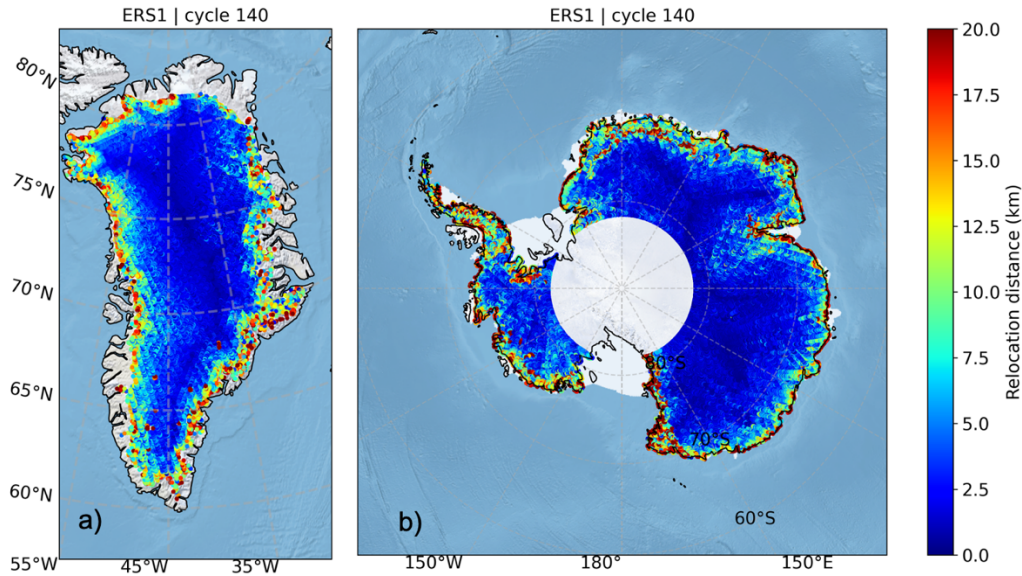 ERS1 | cycle 140
80°N
75°N
70°N
65°N
60°N
55°W
45°W
35°W
a)
ERS1 | cycle 140
80°S
70°S
60°S
150°W
180°
150°E
b)
20.0
17.5
15.0
12.5
10.0
7.5
5.0
2.5
0.0
Relocation distance (km)